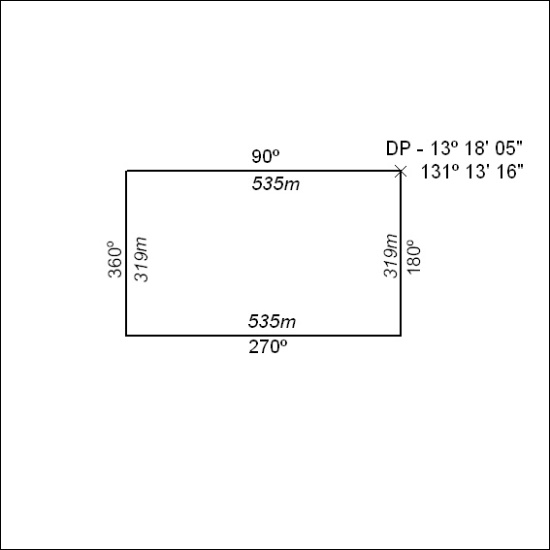 DP - 13º 18' 05"
131º 13' 16"
90º
535m
360º
319m
319m
180º
535m
270º